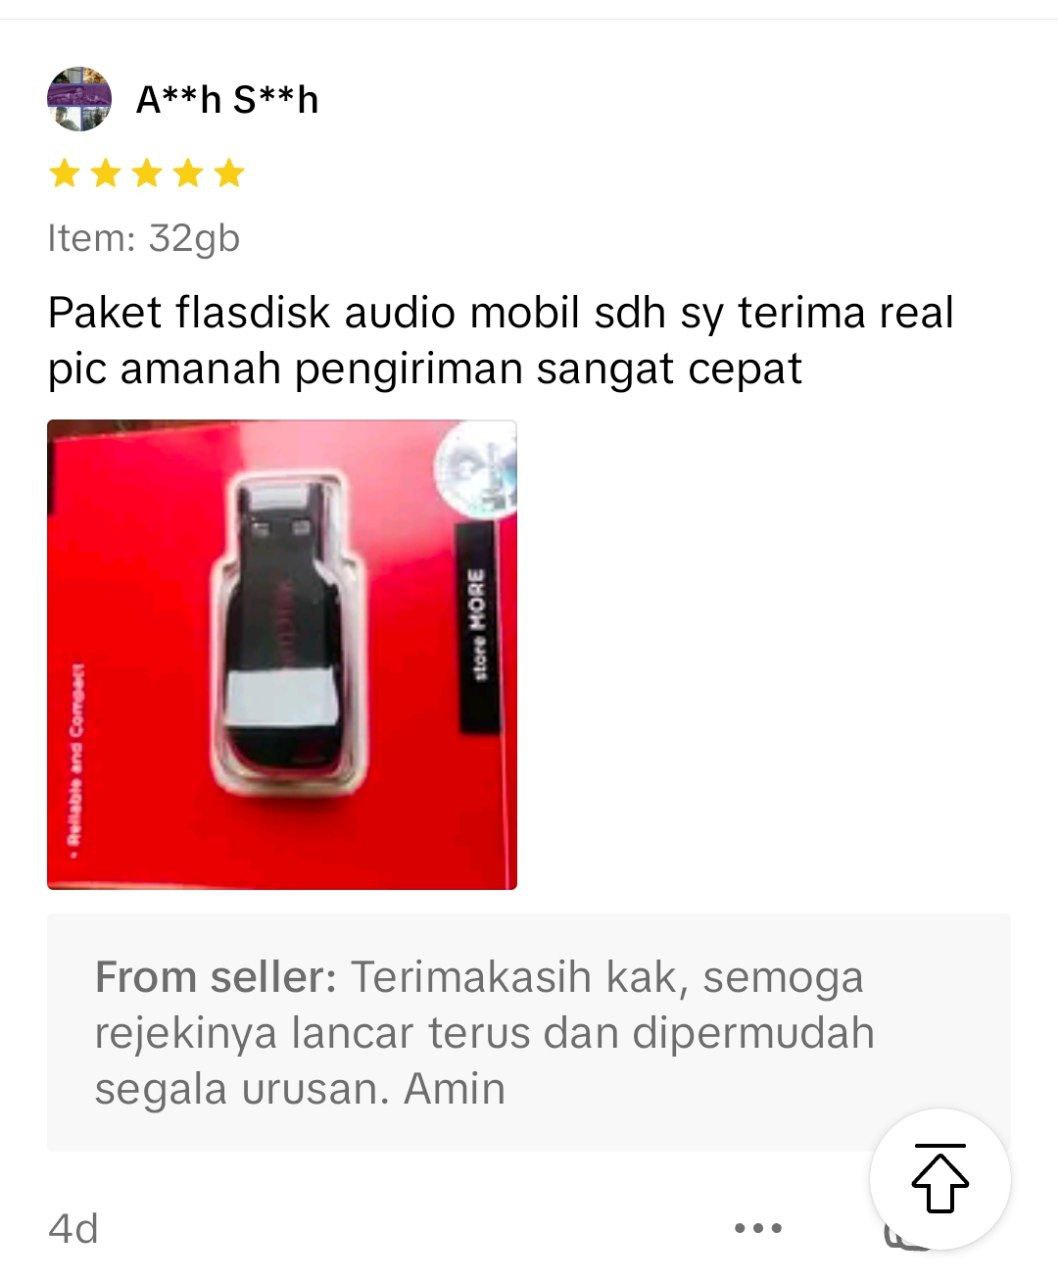 A**h S**h
Item: 32gb
Paket flasdisk audio mobil sdh sy terima real
pic amanah pengiriman sangat cepat
store MORE
• Reliable and Compact
From seller: Terimakasih kak, semoga
rejekinya lancar terus dan dipermudah
segala urusan. Amin
4d